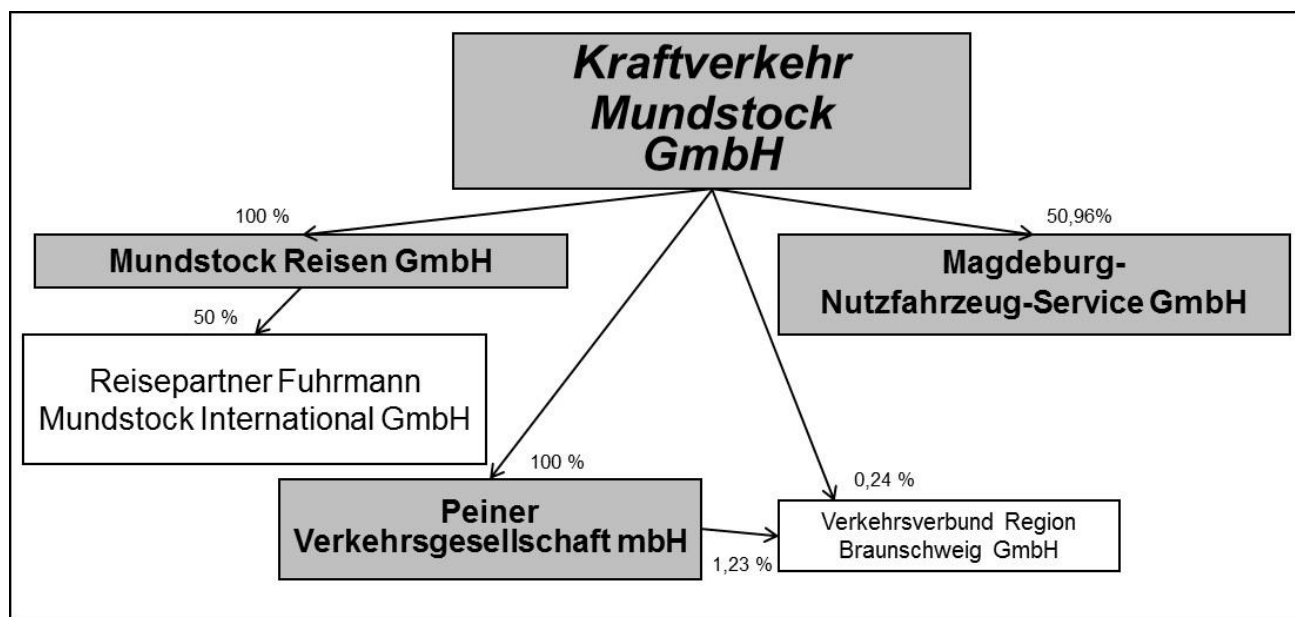 Kraftverkehr
Mundstock
GmbH
100 %
50,96%
Mundstock Reisen GmbH
Magdeburg-
Nutzfahrzeug-Service GmbH
50 %
Reisepartner Fuhrmann
Mundstock International GmbH
100 %
0,24 %
Peiner
Verkehrsgesellschaft mbH
Verkehrsverbund Region
Braunschweig GmbH
1,23 %